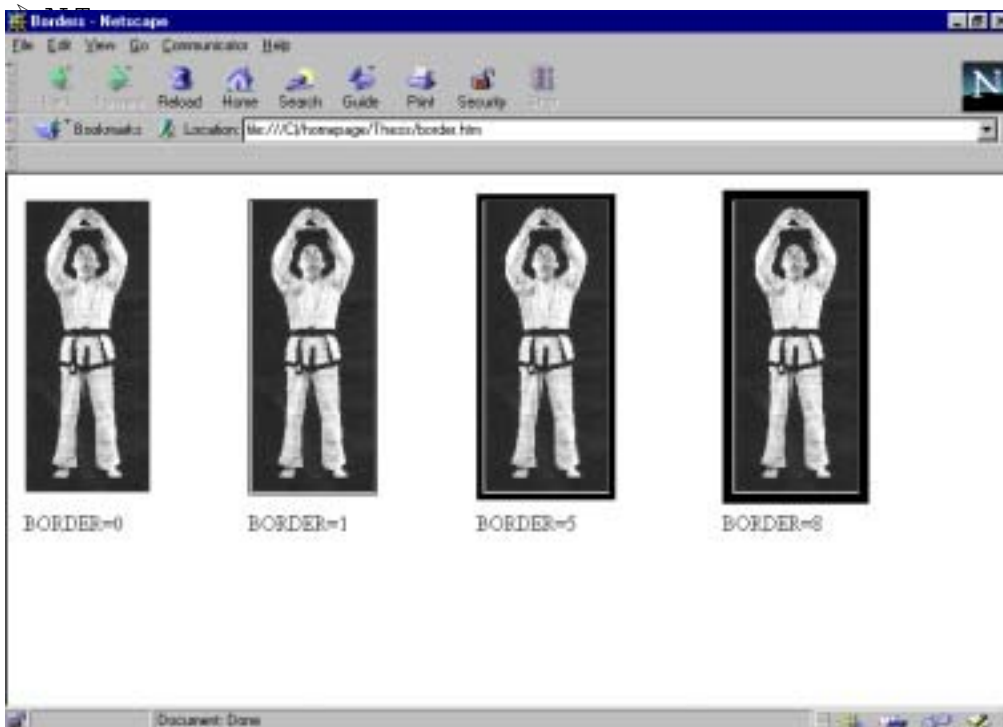 Borders - Netscape
File Edit View Go Communicator Help
Reload Home Search Guide Print Security
Bookmarks Location: file:///C|/homepage/Thesis/border.htm
N
BORDER=0 BORDER=1 BORDER=5 BORDER=8
Document: Done